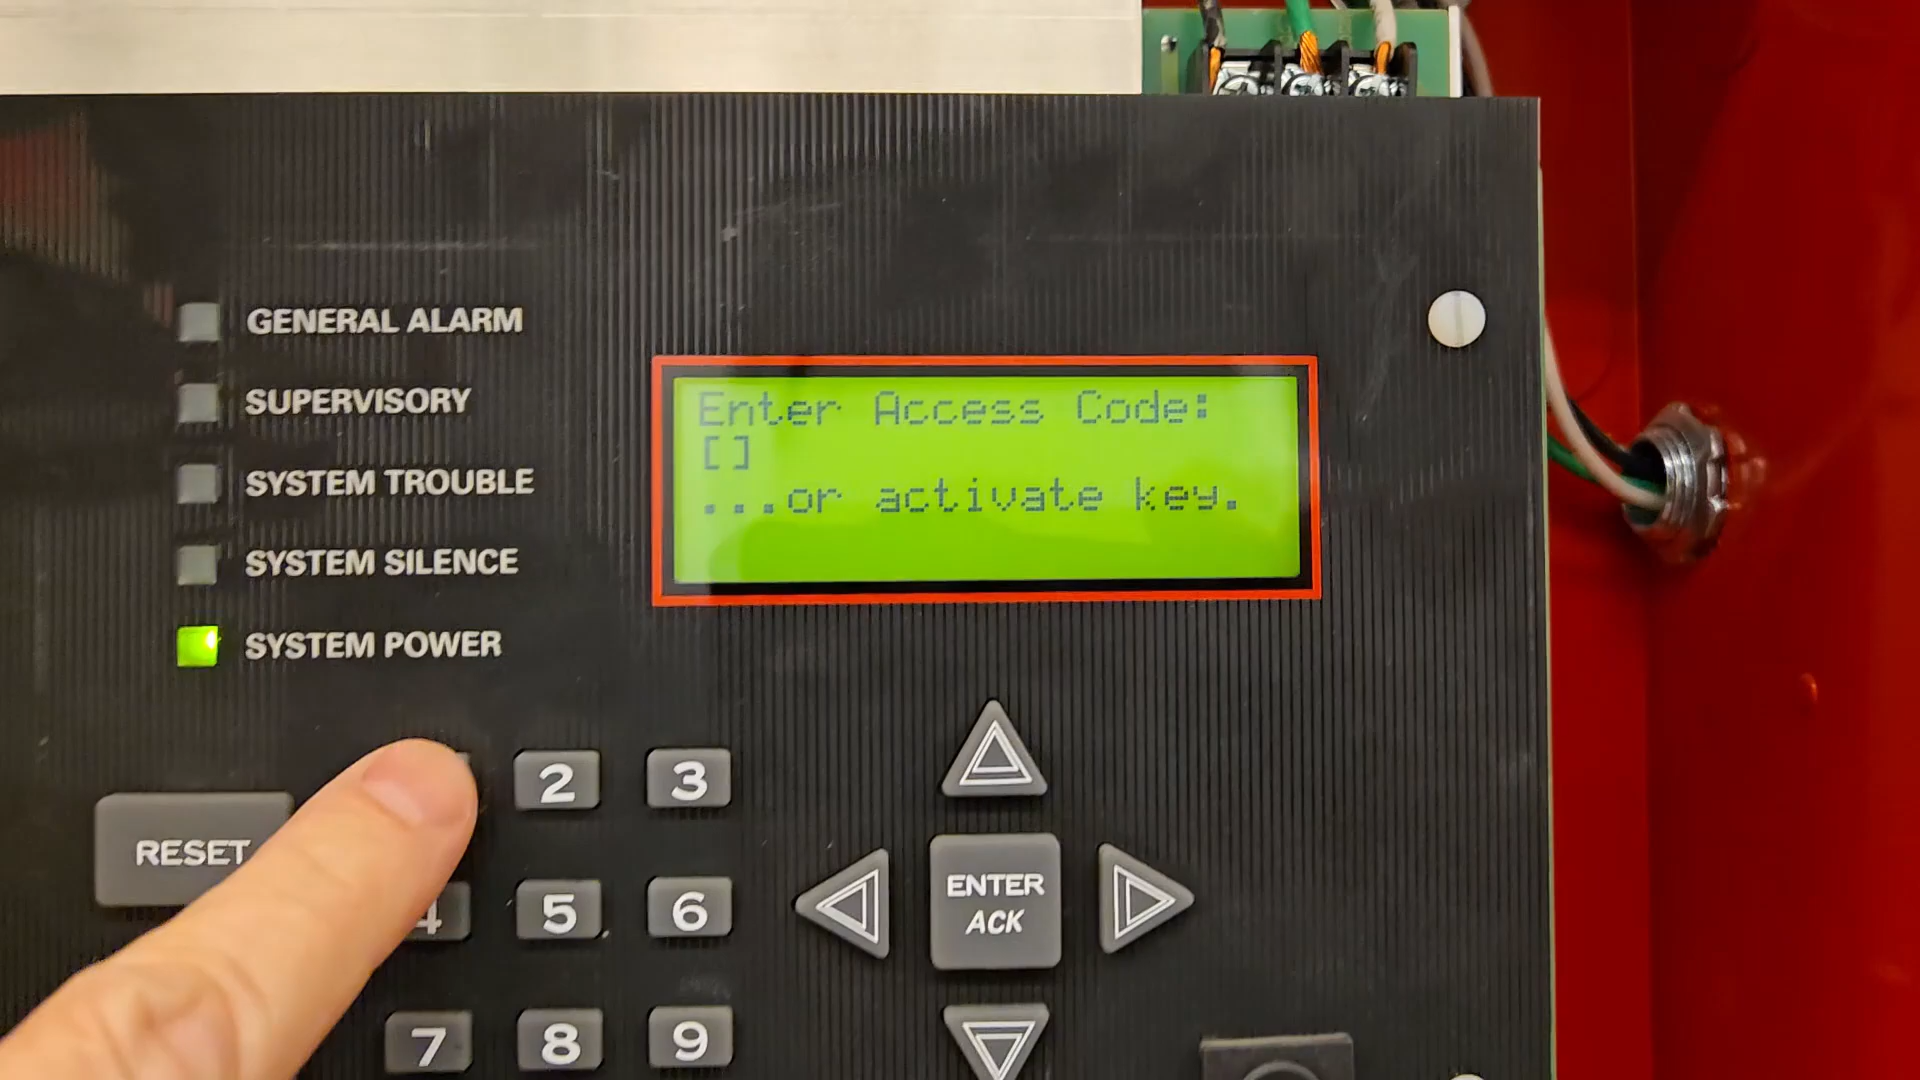 GENERAL ALARM
SUPERVISORY
SYSTEM TROUBLE
SYSTEM SILENCE
SYSTEM POWER
Enter Access Code:
[]
...or activate key.
RESET
2 3
4 5 6
7 8 9
ENTER
ACK